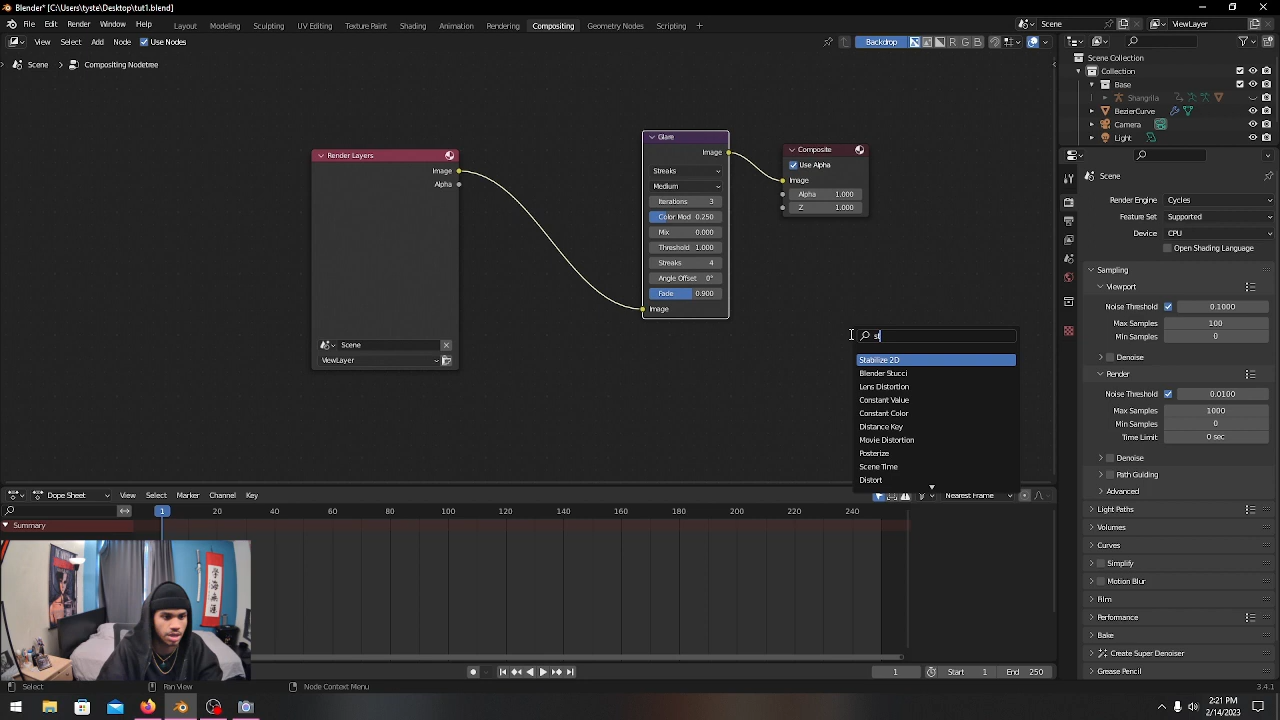 Blender* [C:\Users\tyste\Desktop\tut1.blend]
File Edit Render Window Help Layout Modeling Sculpting UV Editing Texture Paint Shading Animation Rendering Compositing Geometry Nodes Scripting + Scene ViewLayer
View Select Add Node Use Nodes Backdrop R G B
Scene > Compositing Nodetree
Scene Collection
Collection
Base
Shangrila
BezierCurve
Camera
Light
Render Layers
Image
Alpha
Scene
ViewLayer
Glare
Image
Streaks
Medium
Iterations 3
Color Mod 0.250
Mix 0.000
Threshold 1.000
Streaks 4
Angle Offset 0°
Fade 0.900
Image
Composite
Use Alpha
Image
Alpha 1.000
Z 1.000
st
Stabilize 2D
Blender Stucci
Lens Distortion
Constant Value
Constant Color
Distance Key
Movie Distortion
Posterize
Scene Time
Distort
Scene
Render Engine Cycles
Feature Set Supported
Device CPU
Open Shading Language
Sampling
Viewport
Noise Threshold 0.1000
Max Samples 100
Min Samples 0
Denoise
Render
Noise Threshold 0.0100
Max Samples 1000
Min Samples 0
Time Limit 0 sec
Denoise
Path Guiding
Advanced
Light Paths
Volumes
Curves
Simplify
Motion Blur
Film
Performance
Bake
Create Super Denoiser
Grease Pencil
Dope Sheet View Select Marker Channel Key Nearest Frame
1 20 40 60 80 100 120 140 160 180 200 220 240
Summary
1 Start 1 End 250
Select Pan View Node Context Menu 3.4.1
2:21 PM
2/14/2023